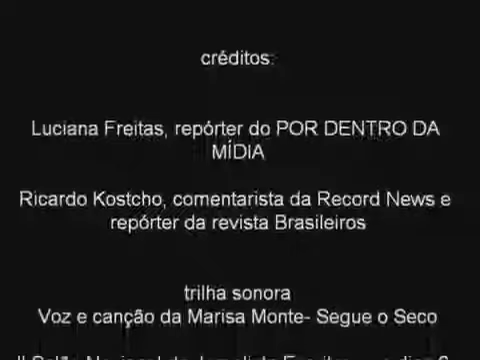 créditos:
Luciana Freitas, repórter do POR DENTRO DA
MÍDIA
Ricardo Kostcho, comentarista da Record News e
repórter da revista Brasileiros
trilha sonora
Voz e canção da Marisa Monte- Segue o Seco